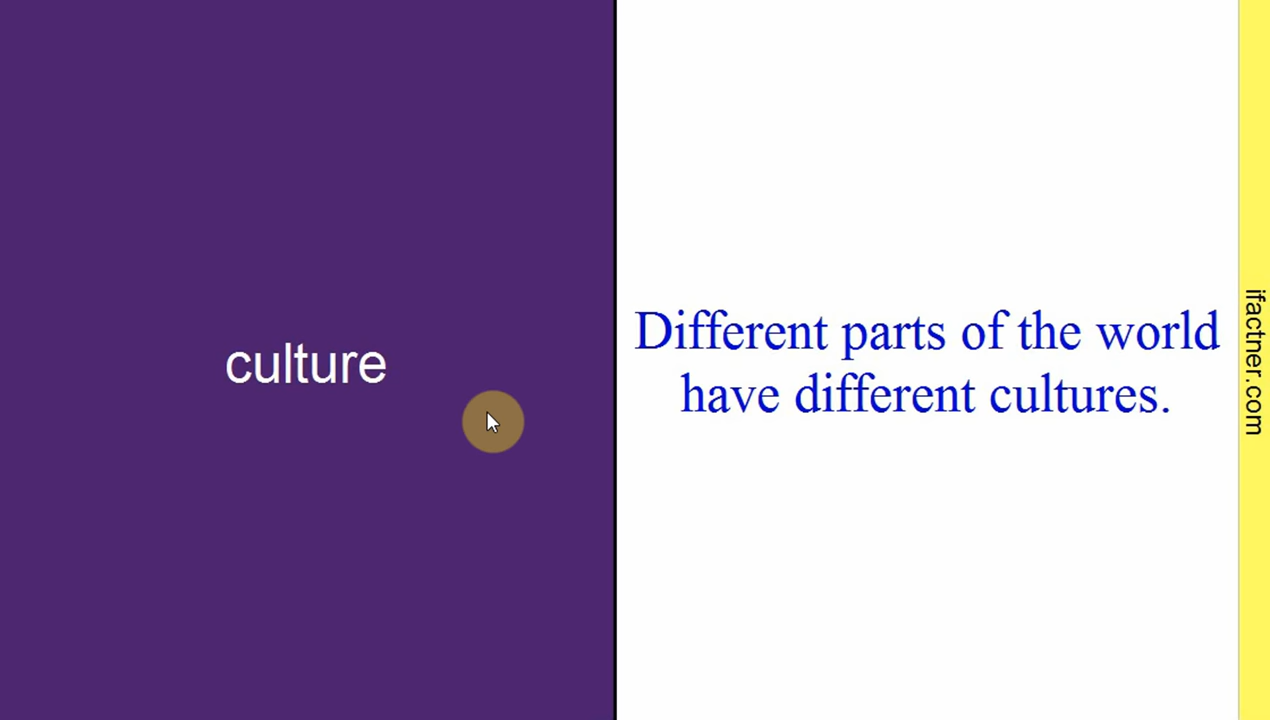 culture
Different parts of the world
have different cultures.
ifactner.com